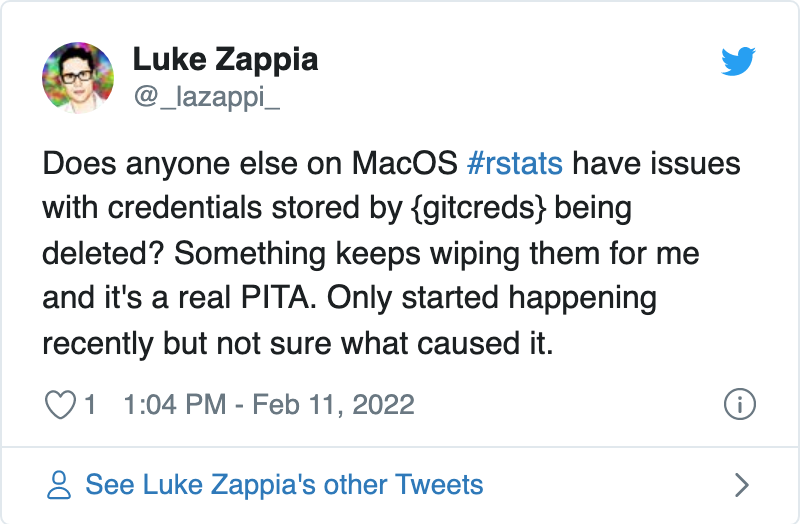 Luke Zappia
@_lazappi_
Does anyone else on MacOS #rstats have issues
with credentials stored by {gitcreds} being
deleted? Something keeps wiping them for me
and it's a real PITA. Only started happening
recently but not sure what caused it.
1 1:04 PM - Feb 11, 2022
See Luke Zappia's other Tweets